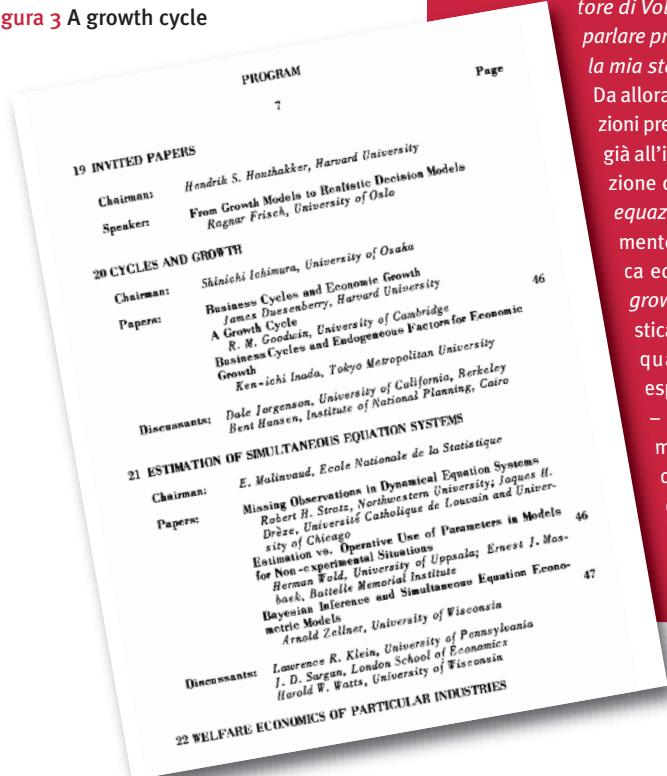 gura 3 A growth cycle
PROGRAM Page
7
19 INVITED PAPERS
Chairman: Hendrik S. Houthakker, Harvard University
Speaker: From Growth Models to Realistic Decision Models
Ragnar Frisch, University of Oslo
20 CYCLES AND GROWTH
Chairman: Shinichi Ichimura, University of Osaka
Papers: Business Cycles and Economic Growth
James Duesenberry, Harvard University
A Growth Cycle 46
R. M. Goodwin, University of Cambridge
Business Cycles and Endogeneous Factors for Economic
Growth
Ken-ichi Inada, Tokyo Metropolitan University
Discussants: Dale Jorgenson, University of California, Berkeley
Bent Hansen, Institute of National Planning, Cairo
21 ESTIMATION OF SIMULTANEOUS EQUATION SYSTEMS
Chairman: E. Malinvaud, Ecole Nationale de la Statistique
Papers: Missing Observations in Dynamical Equation Systems
Robert H. Strotz, Northwestern University; Jaques H.
Drèze, Université Catholique de Louvain and Univer-
sity of Chicago
Estimation vs. Operative Use of Parameters in Models
for Non-experimental Situations 46
Herman Wold, University of Uppsala; Ernest J. Mos-
baek, Battelle Memorial Institute
Bayesian Inference and Simultaneous Equation Econo-
metric Models 47
Arnold Zellner, University of Wisconsin
Discussants: Lawrence R. Klein, University of Pennsylvania
J. D. Sargan, London School of Economics
Harold W. Watts, University of Wisconsin
22 WELFARE ECONOMICS OF PARTICULAR INDUSTRIES
tore di Vol
parlare pr
la mia sto
Da allora
zioni pre
già all'i
zione d
equaz
mento
ca ec
grow
stica
qua
esp
–
m